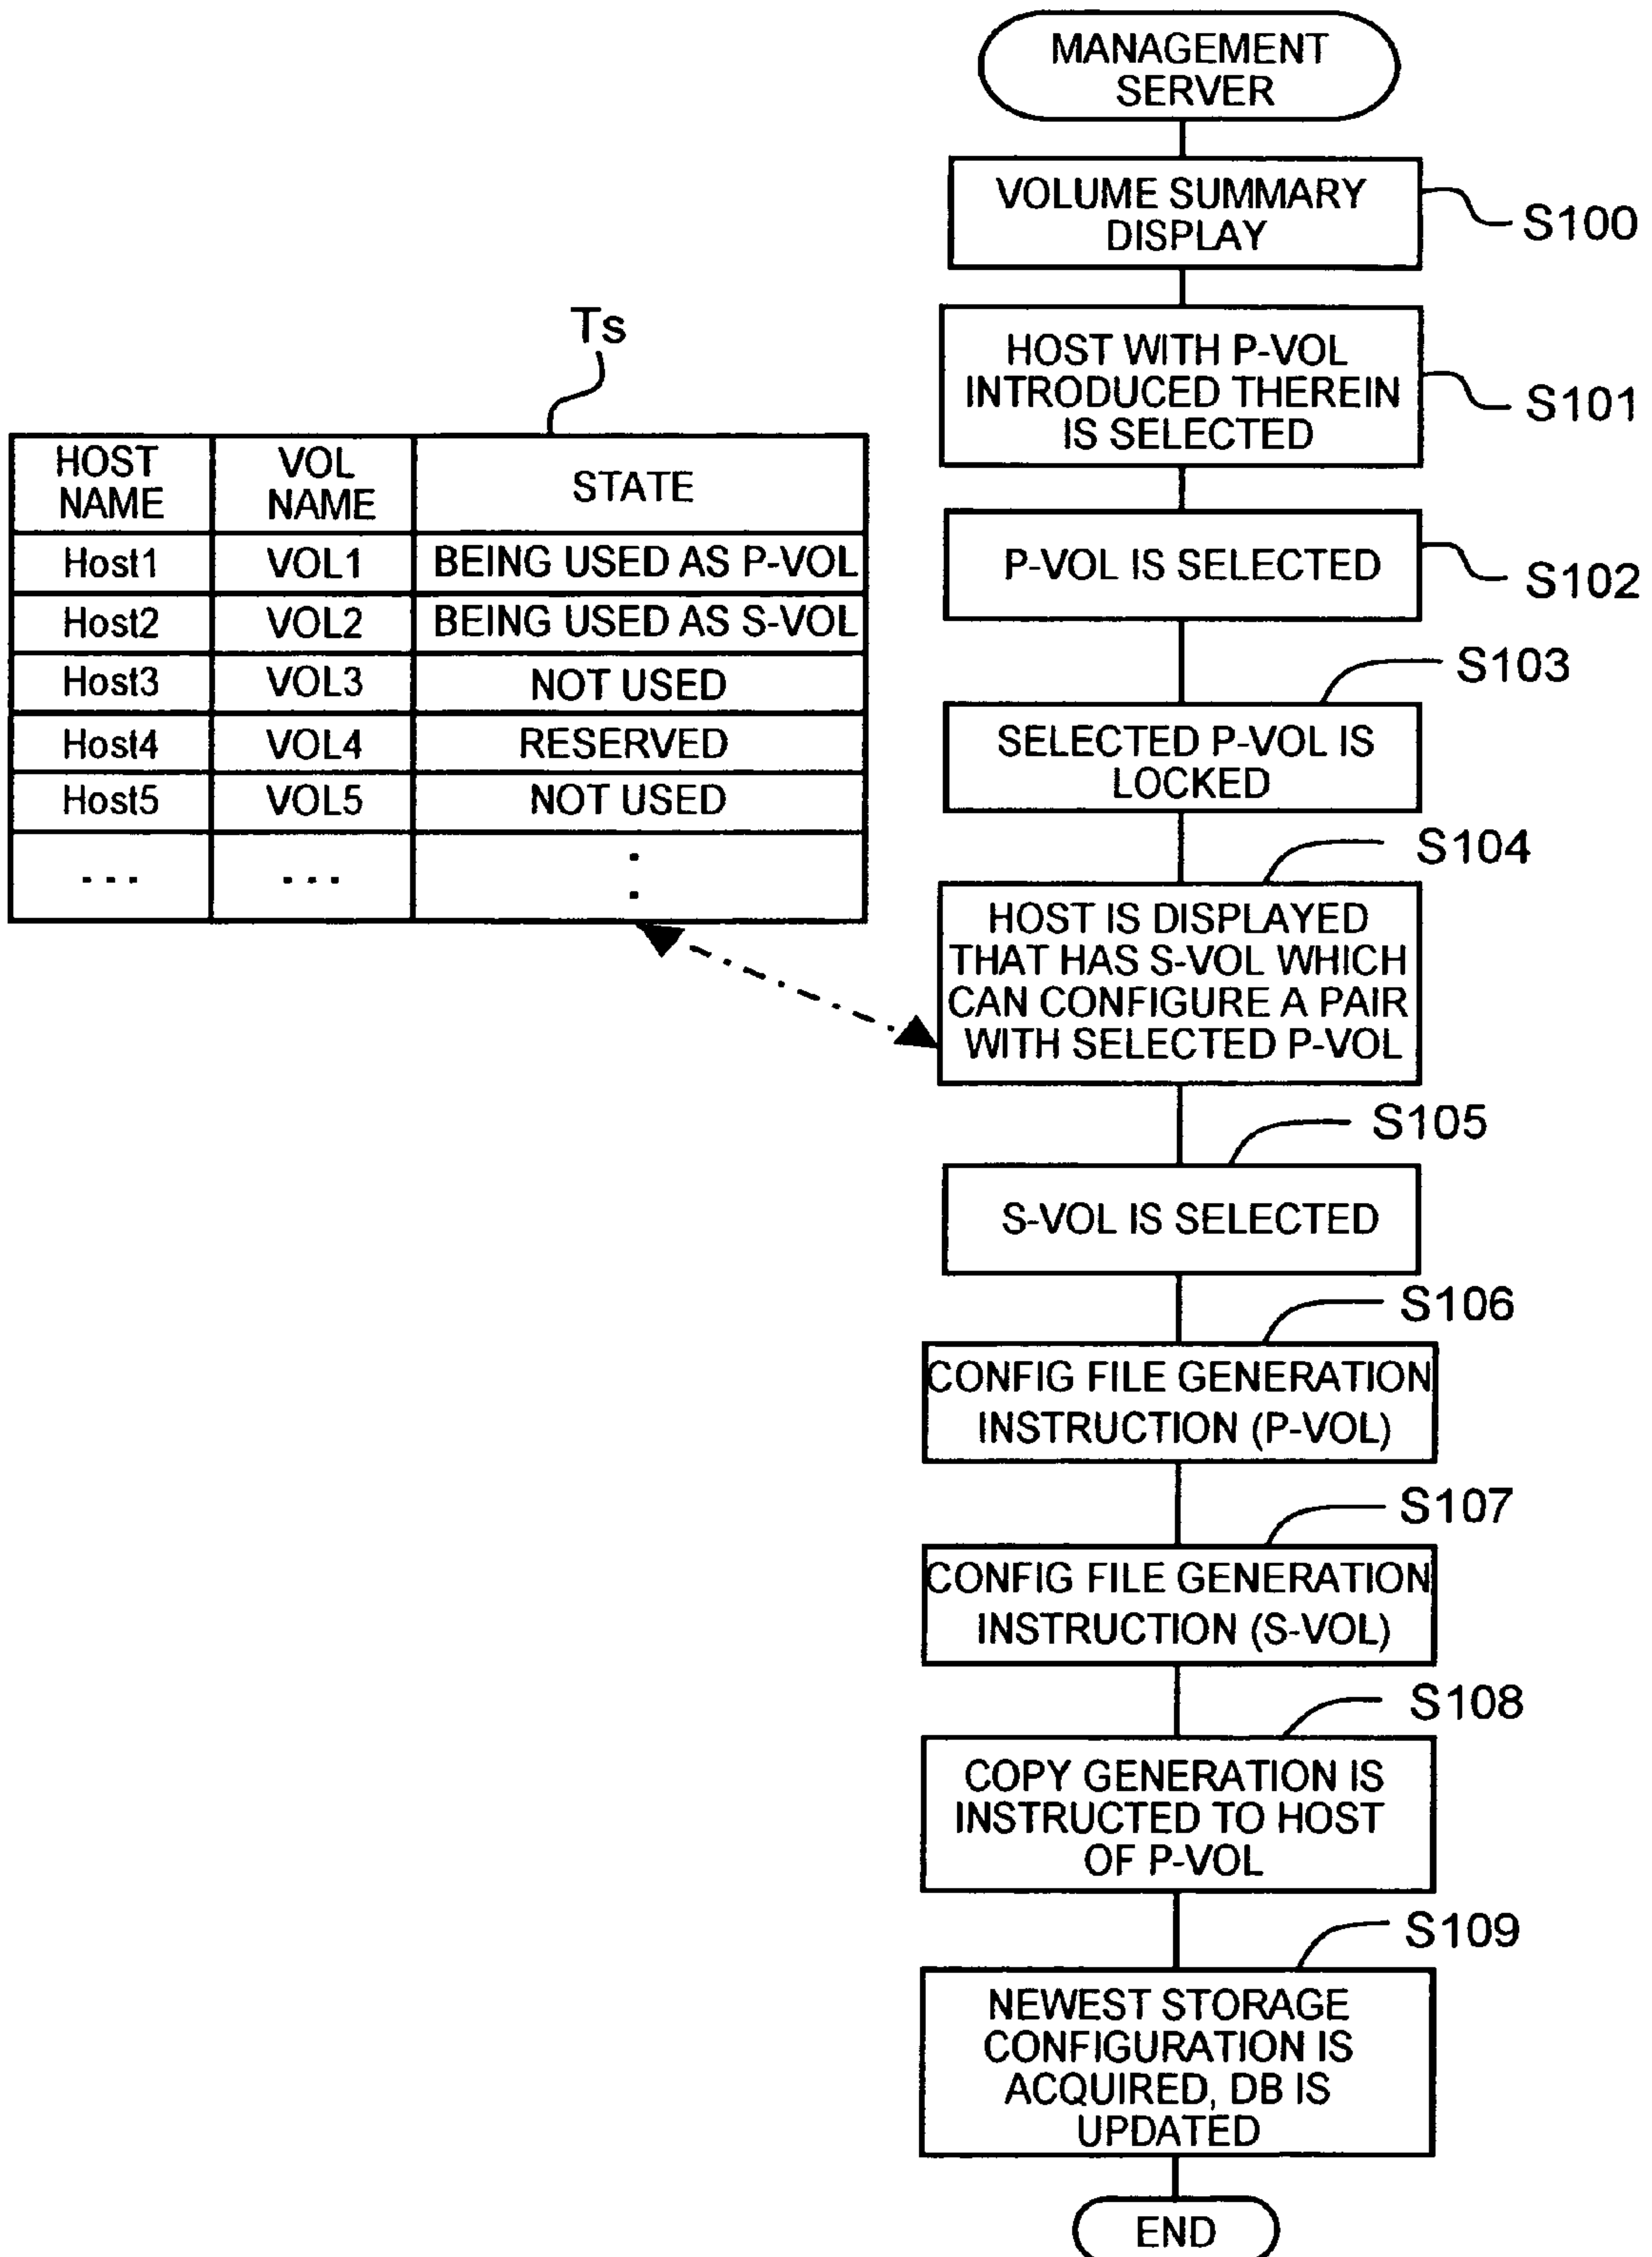 MANAGEMENT
SERVER
VOLUME SUMMARY
DISPLAY
S100
HOST WITH P-VOL
INTRODUCED THEREIN
IS SELECTED
S101
P-VOL IS SELECTED
S102
S103
SELECTED P-VOL IS
LOCKED
Ts
HOST NAME VOL NAME STATE
Host1 VOL1 BEING USED AS P-VOL
Host2 VOL2 BEING USED AS S-VOL
Host3 VOL3 NOT USED
Host4 VOL4 RESERVED
Host5 VOL5 NOT USED
... ... :
S104
HOST IS DISPLAYED
THAT HAS S-VOL WHICH
CAN CONFIGURE A PAIR
WITH SELECTED P-VOL
S105
S-VOL IS SELECTED
S106
CONFIG FILE GENERATION
INSTRUCTION (P-VOL)
S107
CONFIG FILE GENERATION
INSTRUCTION (S-VOL)
S108
COPY GENERATION IS
INSTRUCTED TO HOST
OF P-VOL
S109
NEWEST STORAGE
CONFIGURATION IS
ACQUIRED, DB IS
UPDATED
END